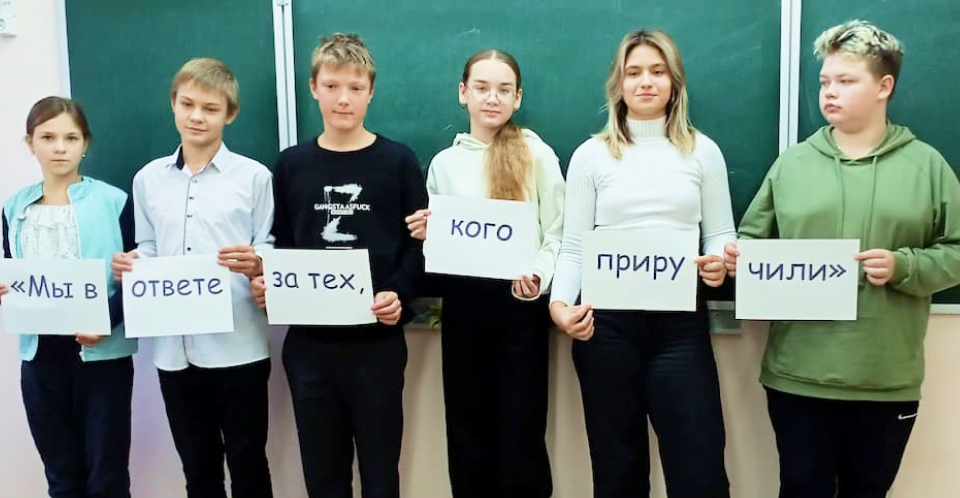 «Мы в
ответе
за тех,
кого
приру
чили»
GANGSTAASFUCK